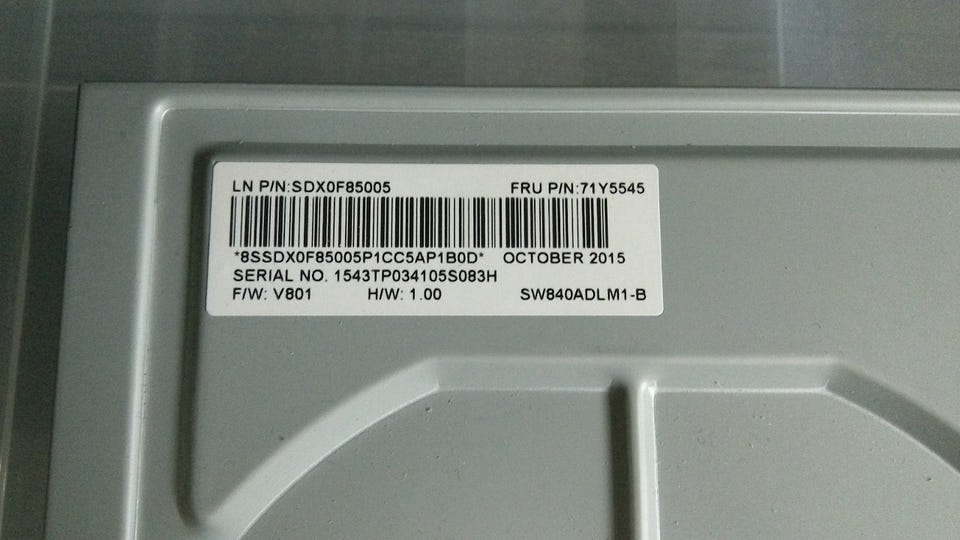 LN P/N:SDX0F85005 FRU P/N:71Y5545
*8SSDX0F85005P1CC5AP1B0D* OCTOBER 2015
SERIAL NO. 1543TP034105S083H
F/W: V801 H/W: 1.00 SW840ADLM1-B